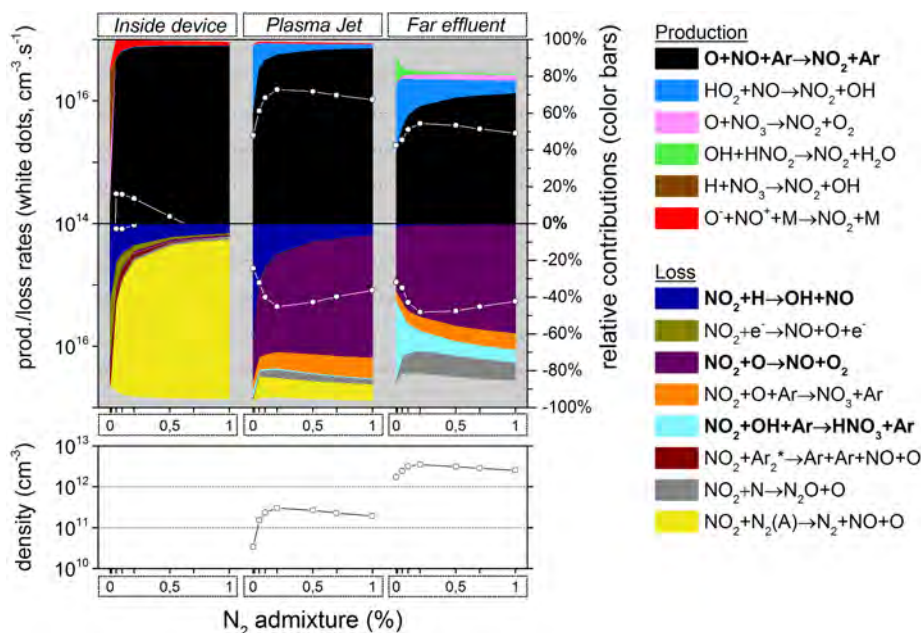 Inside device
Plasma Jet
Far effluent
prod./loss rates (white dots, cm⁻³.s⁻¹)
10¹⁶
10¹⁴
10¹⁶
100%
80%
60%
40%
20%
0%
-20%
-40%
-60%
-80%
-100%
relative contributions (color bars)
0 0,5 1
0 0,5 1
0 0,5 1
density (cm⁻³)
10¹³
10¹²
10¹¹
10¹⁰
0 0,5 1
0 0,5 1
0 0,5 1
N₂ admixture (%)
Production
O+NO+Ar→NO₂+Ar
HO₂+NO→NO₂+OH
O+NO₃→NO₂+O₂
OH+HNO₂→NO₂+H₂O
H+NO₃→NO₂+OH
O⁻+NO⁺+M→NO₂+M
Loss
NO₂+H→OH+NO
NO₂+e⁻→NO+O+e⁻
NO₂+O→NO+O₂
NO₂+O+Ar→NO₃+Ar
NO₂+OH+Ar→HNO₃+Ar
NO₂+Ar₂*→Ar+Ar+NO+O
NO₂+N→N₂O+O
NO₂+N₂(A)→N₂+NO+O